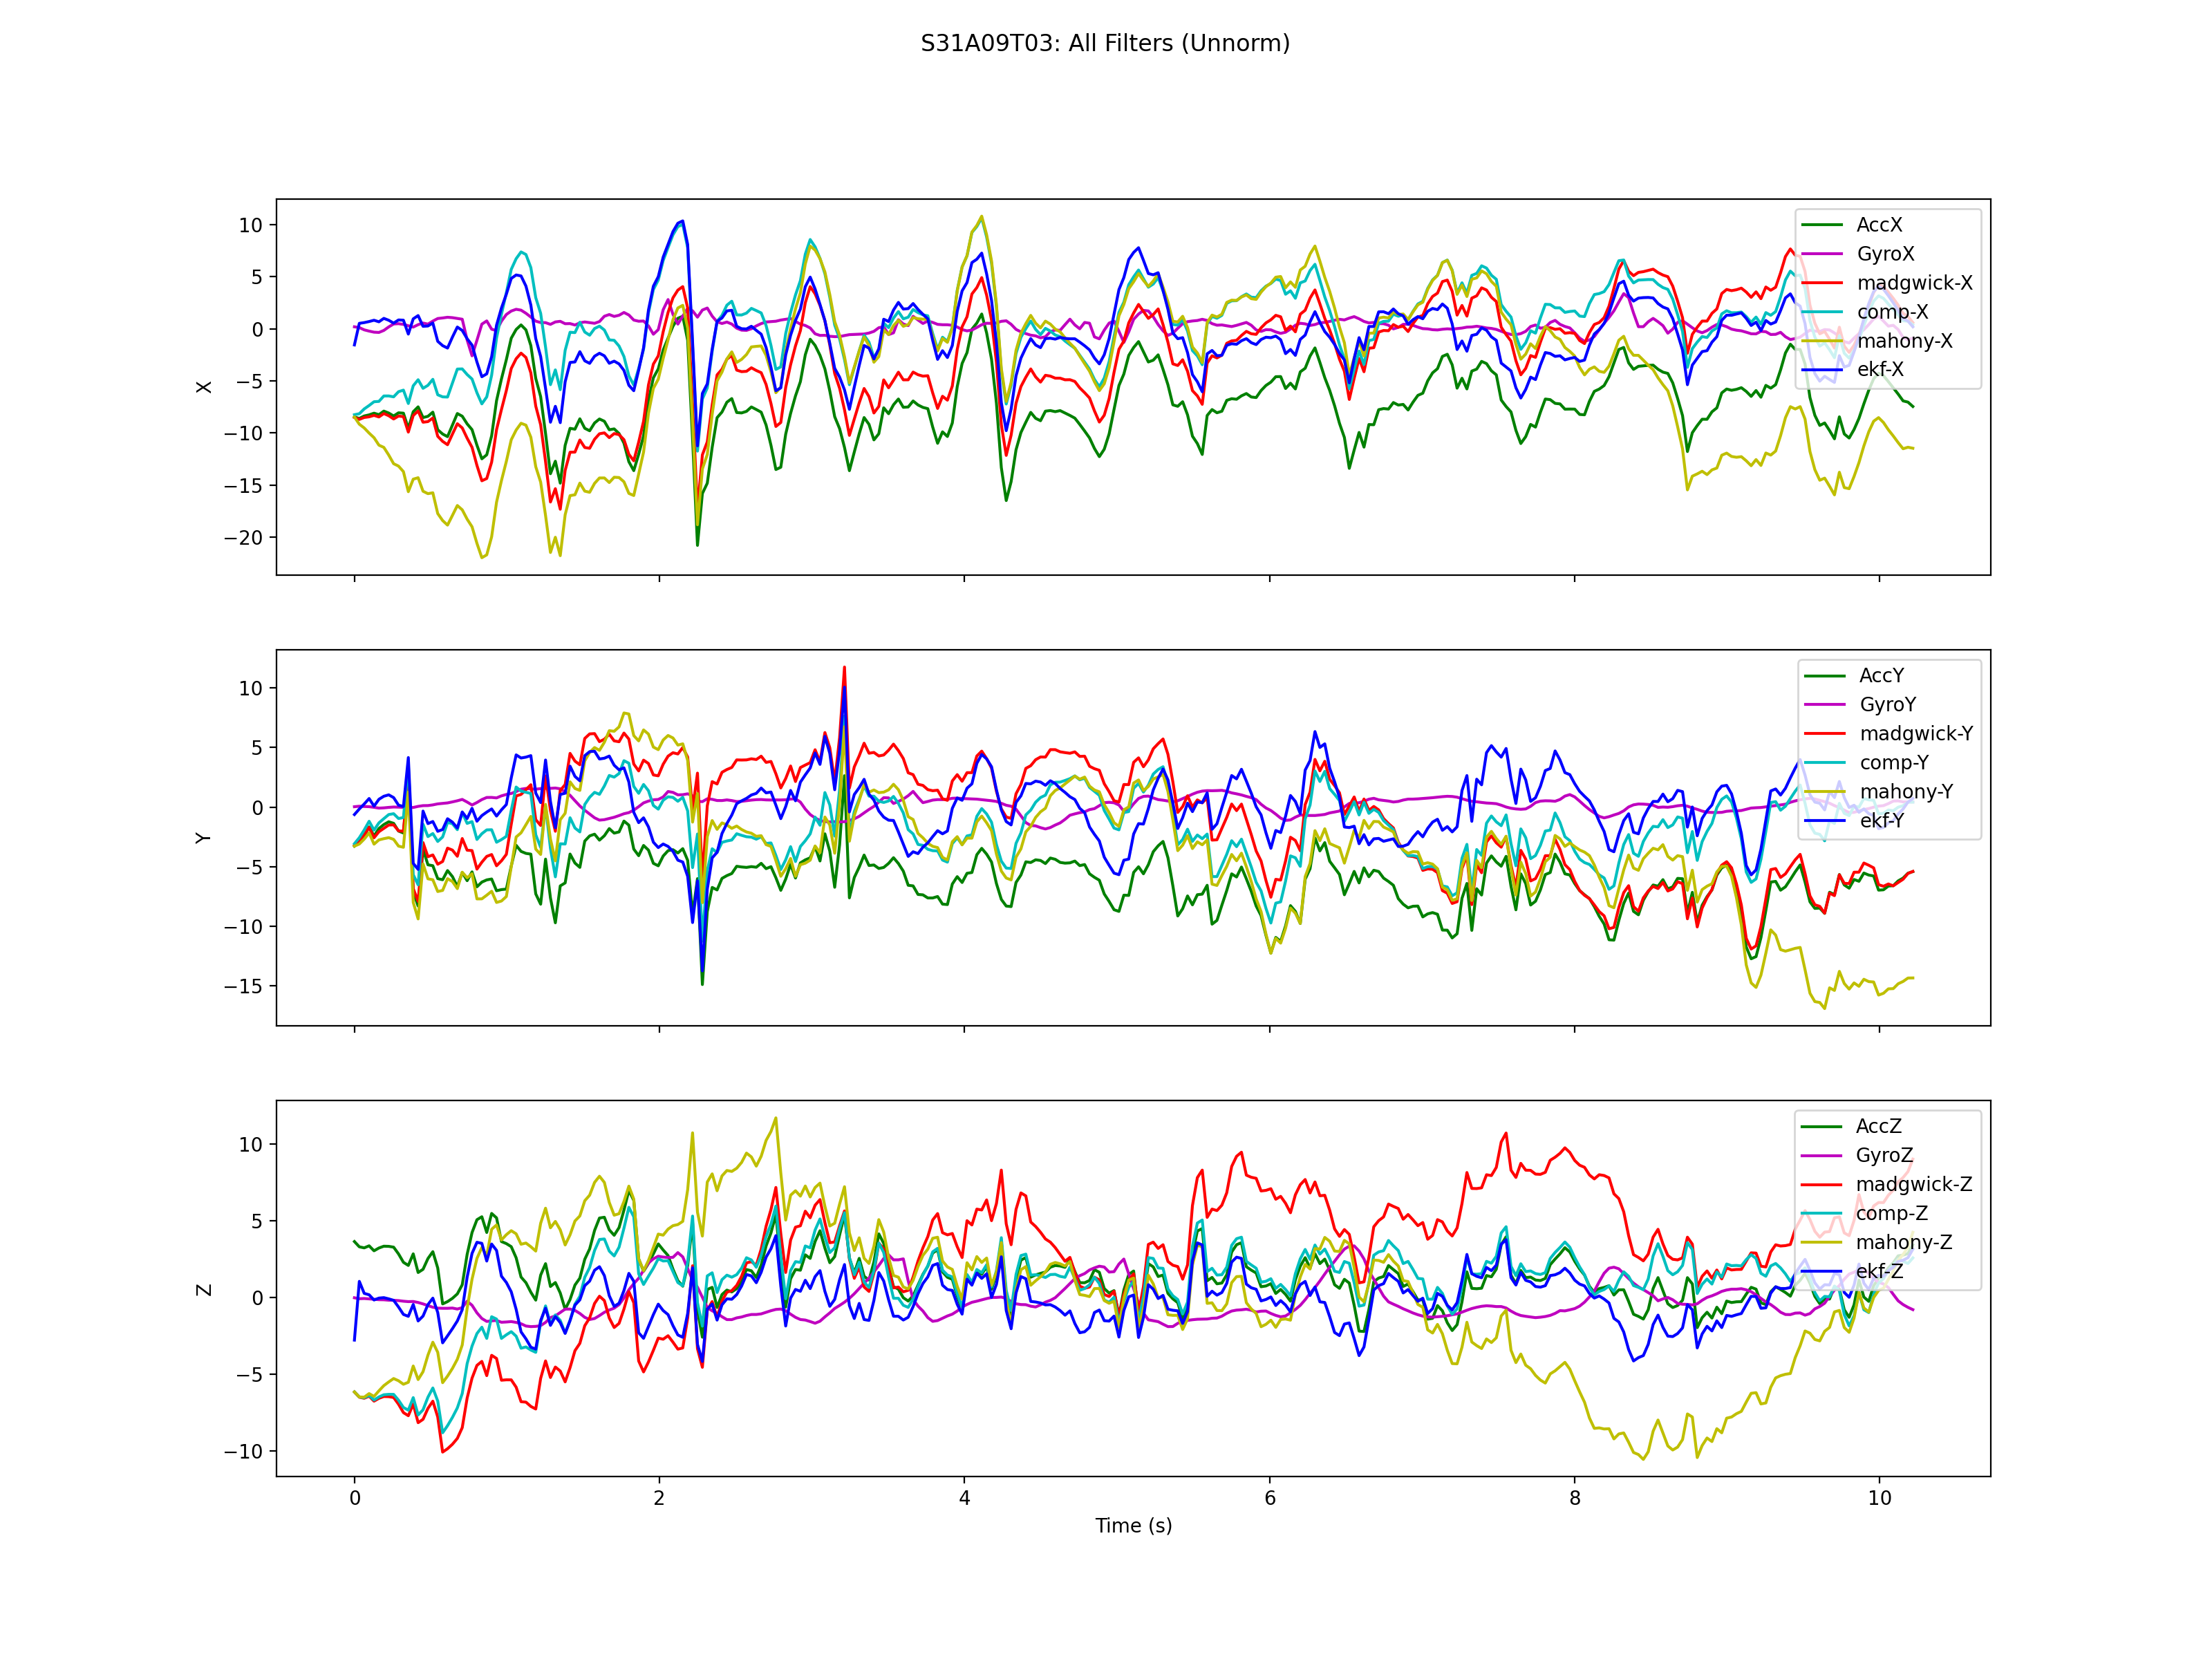 S31A09T03: All Filters (Unnorm)
10
5
0
−5
−10
−15
−20
X
AccX
GyroX
madgwick-X
comp-X
mahony-X
ekf-X
10
5
0
−5
−10
−15
Y
AccY
GyroY
madgwick-Y
comp-Y
mahony-Y
ekf-Y
10
5
0
−5
−10
Z
AccZ
GyroZ
madgwick-Z
comp-Z
mahony-Z
ekf-Z
0 2 4 6 8 10
Time (s)